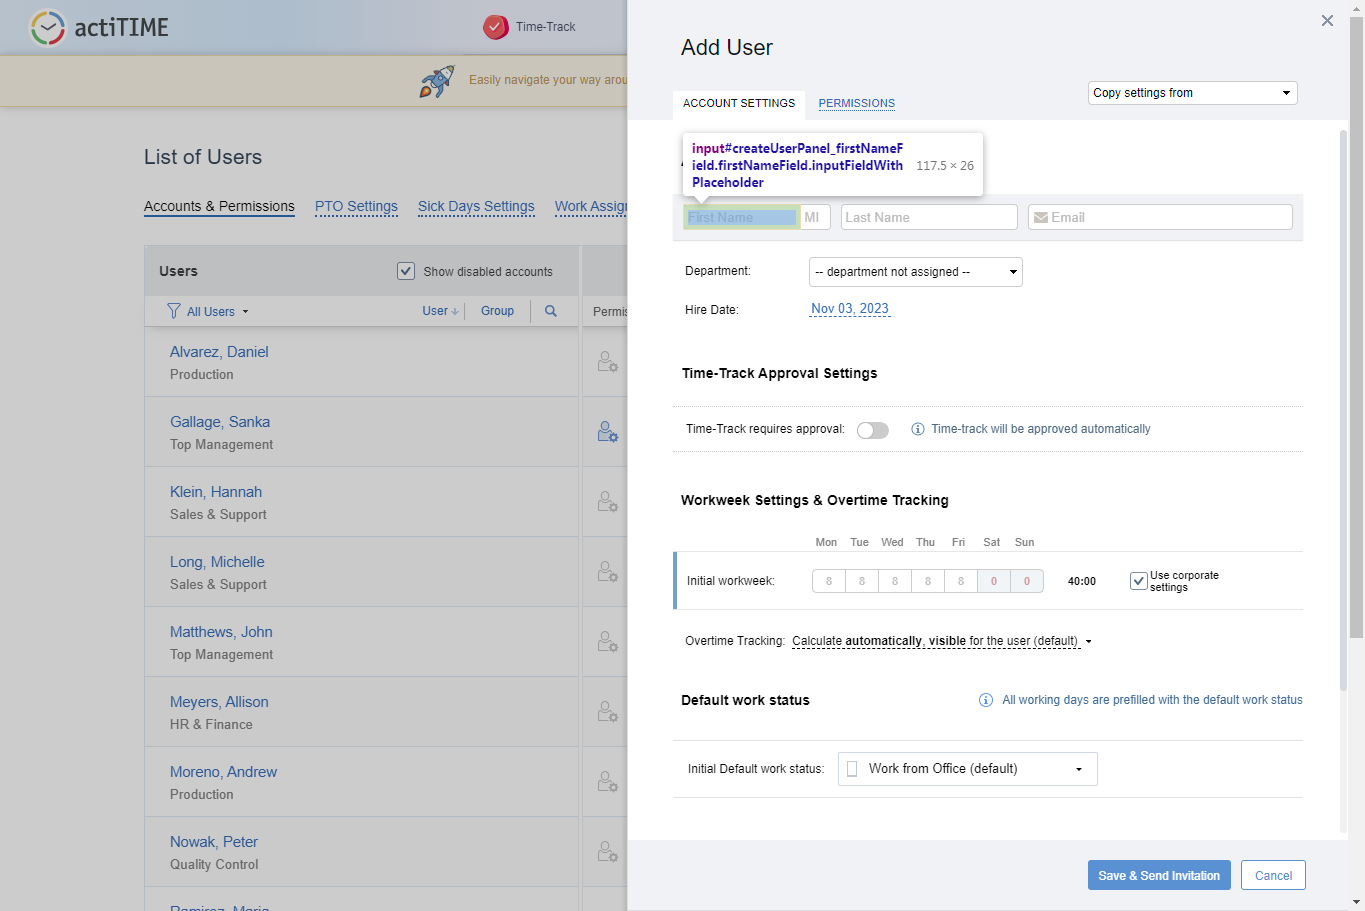 actiTIME
Time-Track
Easily navigate your way arou
List of Users
Accounts & Permissions
PTO Settings
Sick Days Settings
Work Assign
Users
Show disabled accounts
All Users
User
Group
Permis
Alvarez, Daniel
Production
Gallage, Sanka
Top Management
Klein, Hannah
Sales & Support
Long, Michelle
Sales & Support
Matthews, John
Top Management
Meyers, Allison
HR & Finance
Moreno, Andrew
Production
Nowak, Peter
Quality Control
Ramirez, Maria
Add User
ACCOUNT SETTINGS
PERMISSIONS
Copy settings from
input#createUserPanel_firstNameF
ield.firstNameField.inputFieldWith
Placeholder
117.5 × 26
First Name
MI
Last Name
Email
Department:
-- department not assigned --
Hire Date:
Nov 03, 2023
Time-Track Approval Settings
Time-Track requires approval:
Time-track will be approved automatically
Workweek Settings & Overtime Tracking
Mon Tue Wed Thu Fri Sat Sun
Initial workweek:
8 8 8 8 8 0 0
40:00
Use corporate
settings
Overtime Tracking:
Calculate automatically, visible for the user (default)
Default work status
All working days are prefilled with the default work status
Initial Default work status:
Work from Office (default)
Save & Send Invitation
Cancel